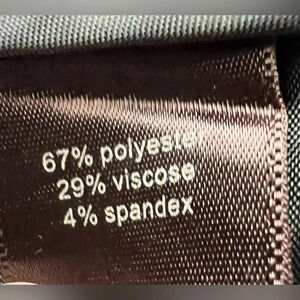 67% polyester
29% viscose
4% spandex